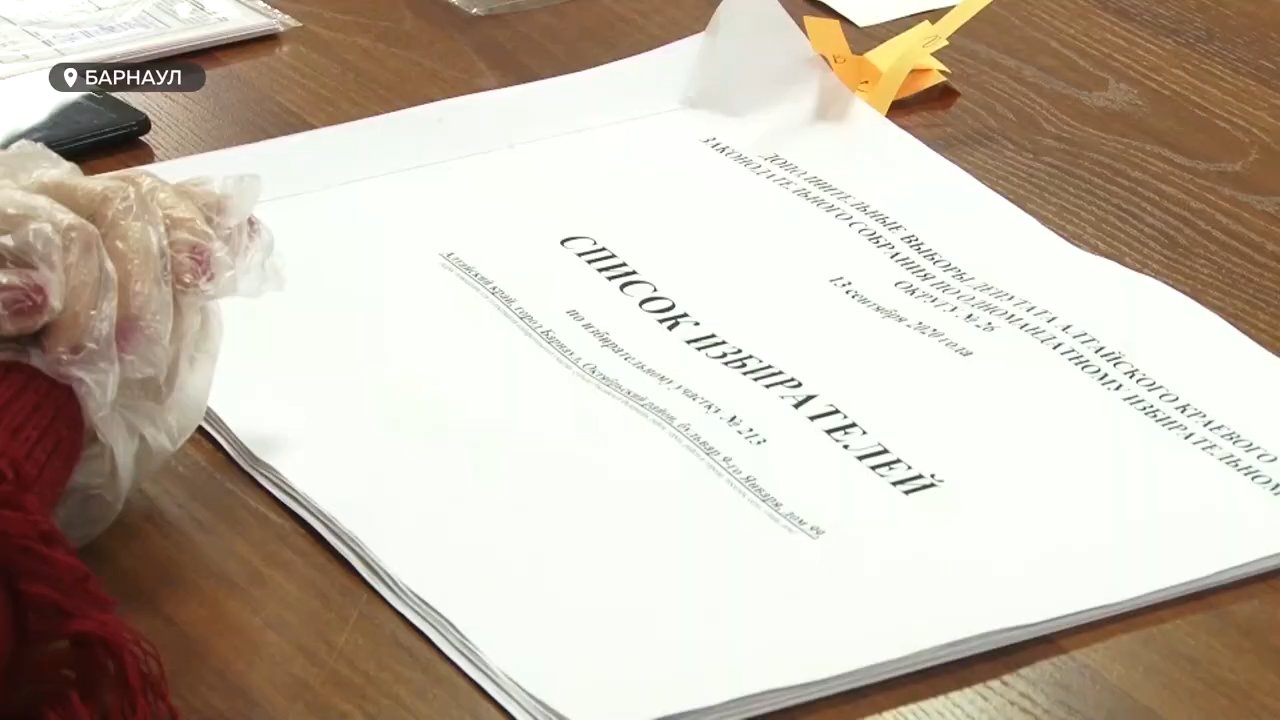 БАРНАУЛ
ДОПОЛНИТЕЛЬНЫЕ ВЫБОРЫ ДЕПУТАТА АЛТАЙСКОГО КРАЕВОГО
ЗАКОНОДАТЕЛЬНОГО СОБРАНИЯ ПО ОДНОМАНДАТНОМУ ИЗБИРАТЕЛЬНОМУ
ОКРУГУ № 26
13 сентября 2020 года
СПИСОК ИЗБИРАТЕЛЕЙ
по избирательному участку № 213
Алтайский край, город Барнаул, Октябрьский район, бульвар 9-го Января, дом 99